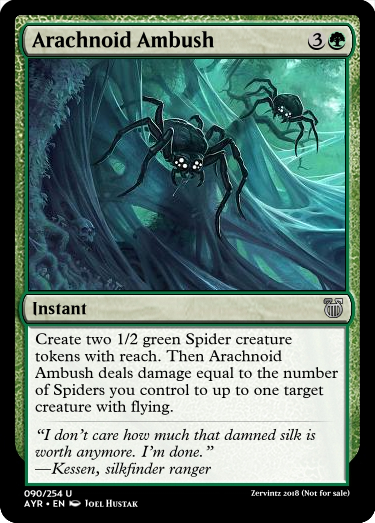 Arachnoid Ambush 3
Instant
Create two 1/2 green Spider creature
tokens with reach. Then Arachnoid
Ambush deals damage equal to the number
of Spiders you control to up to one target
creature with flying.
“I don’t care how much that damned silk is
worth anymore. I’m done.”
—Kessen, silkfinder ranger
090/254 U
AYR • EN Joel Hustak
Zervintz 2018 (Not for sale)